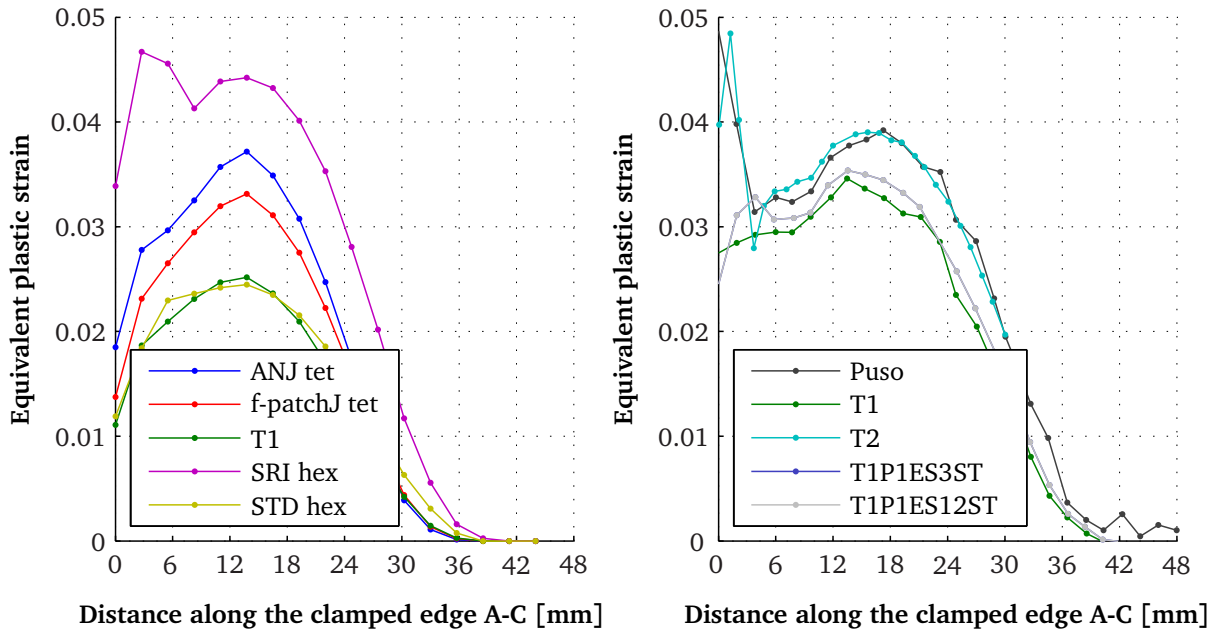 0.05
0.04
0.03
0.02
0.01
0
Equivalent plastic strain
ANJ tet
f-patchJ tet
T1
SRI hex
STD hex
0 6 12 18 24 30 36 42 48
Distance along the clamped edge A-C [mm]
0.05
0.04
0.03
0.02
0.01
0
Equivalent plastic strain
Puso
T1
T2
T1P1ES3ST
T1P1ES12ST
0 6 12 18 24 30 36 42 48
Distance along the clamped edge A-C [mm]